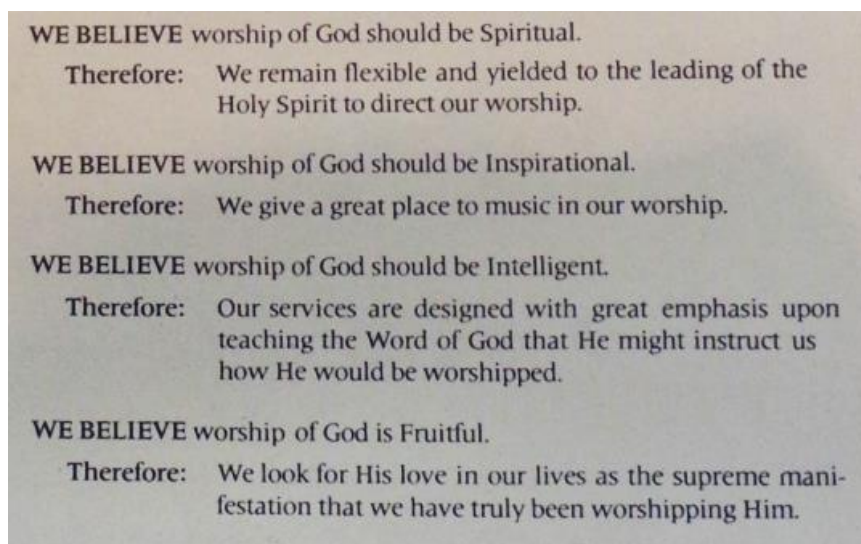 WE BELIEVE worship of God should be Spiritual.
Therefore: We remain flexible and yielded to the leading of the
Holy Spirit to direct our worship.
WE BELIEVE worship of God should be Inspirational.
Therefore: We give a great place to music in our worship.
WE BELIEVE worship of God should be Intelligent.
Therefore: Our services are designed with great emphasis upon
teaching the Word of God that He might instruct us
how He would be worshipped.
WE BELIEVE worship of God is Fruitful.
Therefore: We look for His love in our lives as the supreme mani-
festation that we have truly been worshipping Him.